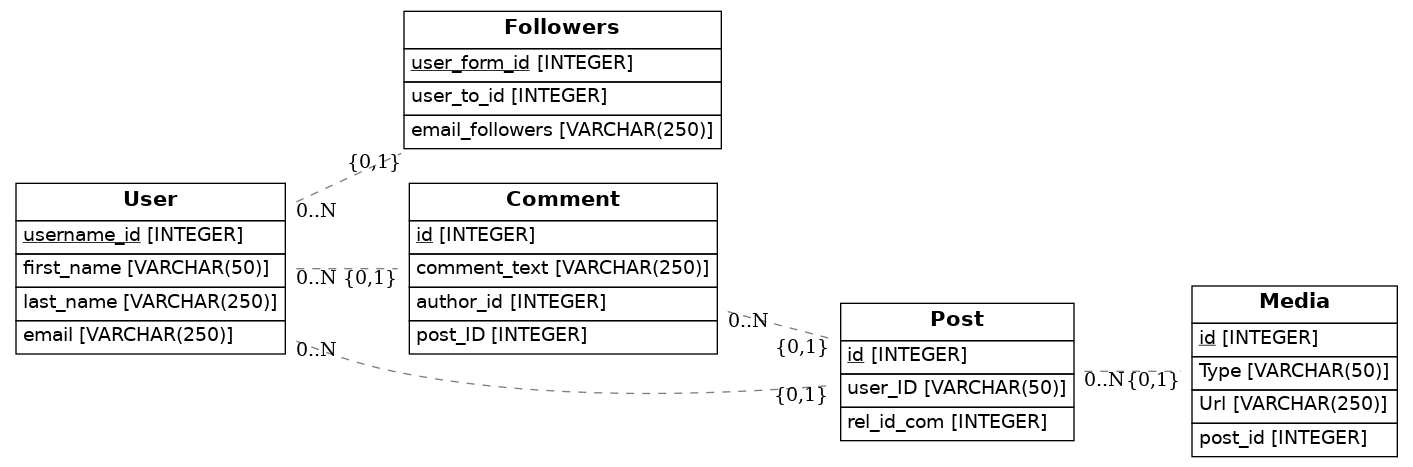 Followers
user_form_id [INTEGER]
user_to_id [INTEGER]
email_followers [VARCHAR(250)]
{0,1}
0..N
User
username_id [INTEGER]
first_name [VARCHAR(50)]
last_name [VARCHAR(250)]
email [VARCHAR(250)]
0..N {0,1}
0..N
Comment
id [INTEGER]
comment_text [VARCHAR(250)]
author_id [INTEGER]
post_ID [INTEGER]
0..N
{0,1}
{0,1}
Post
id [INTEGER]
user_ID [VARCHAR(50)]
rel_id_com [INTEGER]
0..N{0,1}
Media
id [INTEGER]
Type [VARCHAR(50)]
Url [VARCHAR(250)]
post_id [INTEGER]